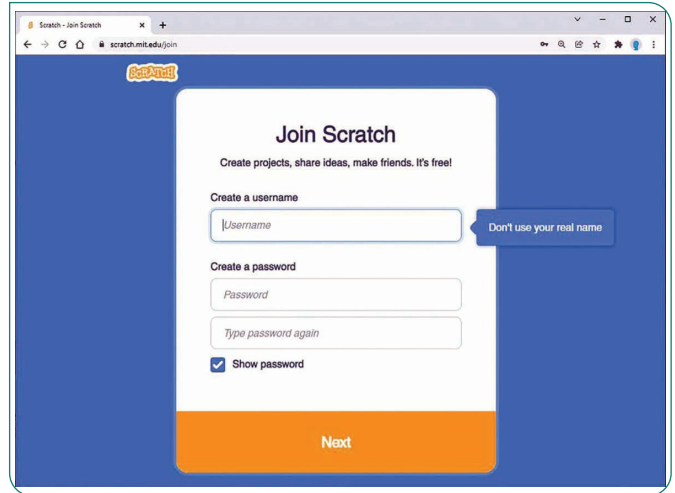 Scratch - Join Scratch
scratch.mit.edu/join
SCRATCH
Join Scratch
Create projects, share ideas, make friends. It's free!
Create a username
Username
Don't use your real name
Create a password
Password
Type password again
Show password
Next